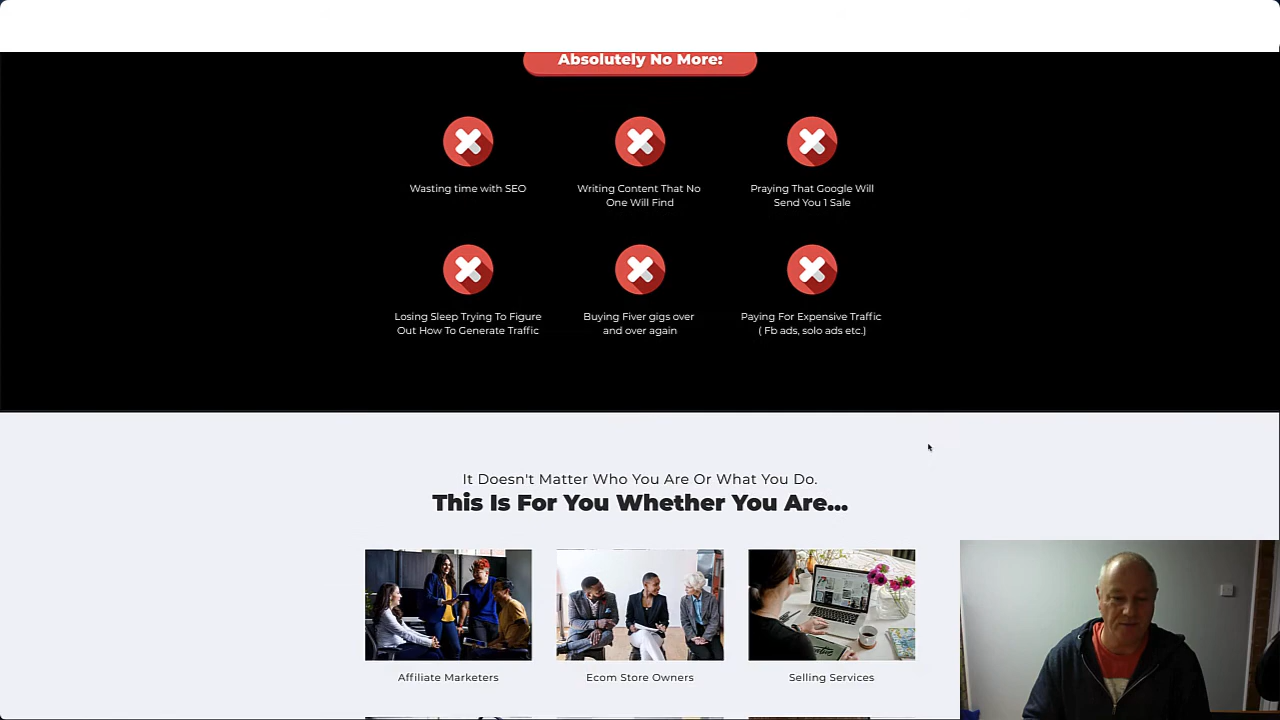 Absolutely No More:
Wasting time with SEO
Writing Content That No
One Will Find
Praying That Google Will
Send You 1 Sale
Losing Sleep Trying To Figure
Out How To Generate Traffic
Buying Fiver gigs over
and over again
Paying For Expensive Traffic
( Fb ads, solo ads etc.)
It Doesn't Matter Who You Are Or What You Do.
This Is For You Whether You Are...
Affiliate Marketers
Ecom Store Owners
Selling Services